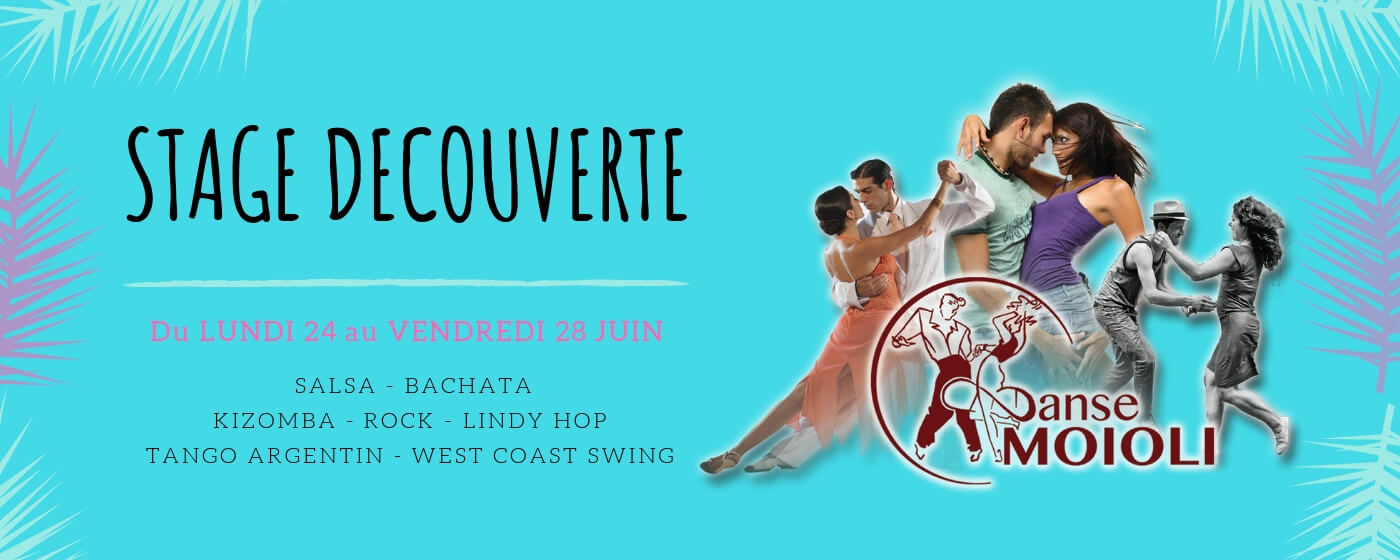 STAGE DECOUVERTE
Du LUNDI 24 au VENDREDI 28 JUIN
SALSA - BACHATA
KIZOMBA - ROCK - LINDY HOP
TANGO ARGENTIN - WEST COAST SWING
Danse
MOIOLI